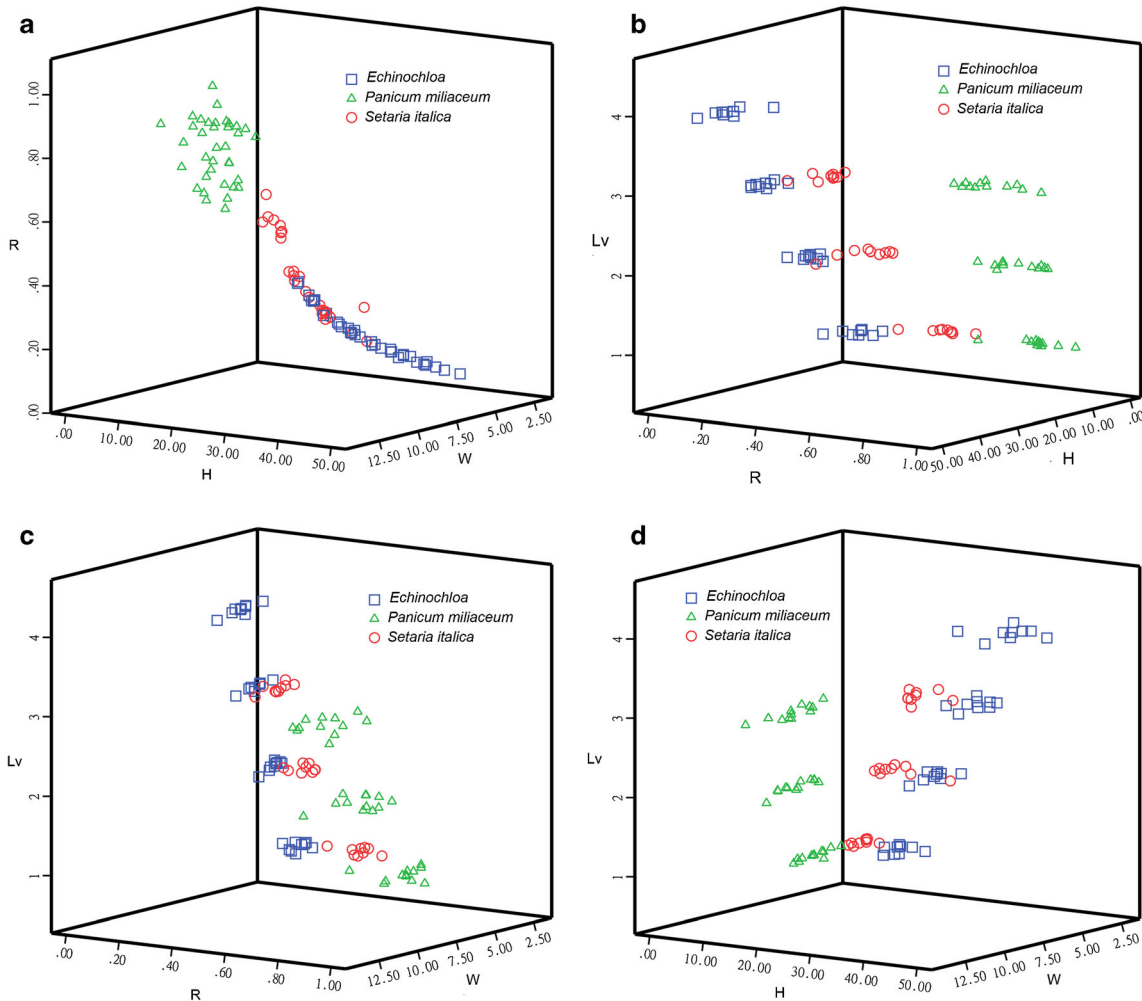 a
Echinochloa
Panicum miliaceum
Setaria italica
R
1.00
.80
.60
.40
.20
.00
.00
10.00
20.00
30.00
40.00
50.00
H
12.50
10.00
7.50
5.00
2.50
W
b
Echinochloa
Panicum miliaceum
Setaria italica
Lv
4
3
2
1
.00
.40
.60
.80
1.00
R
50.00
40.00
30.00
20.00
10.00
.00
H
c
Echinochloa
Panicum miliaceum
Setaria italica
Lv
4
3
2
1
.00
.20
.40
.60
.80
1.00
R
12.50
10.00
7.50
5.00
2.50
W
d
Echinochloa
Panicum miliaceum
Setaria italica
Lv
4
3
2
1
.00
10.00
20.00
30.00
40.00
50.00
H
12.50
10.00
7.50
5.00
2.50
W